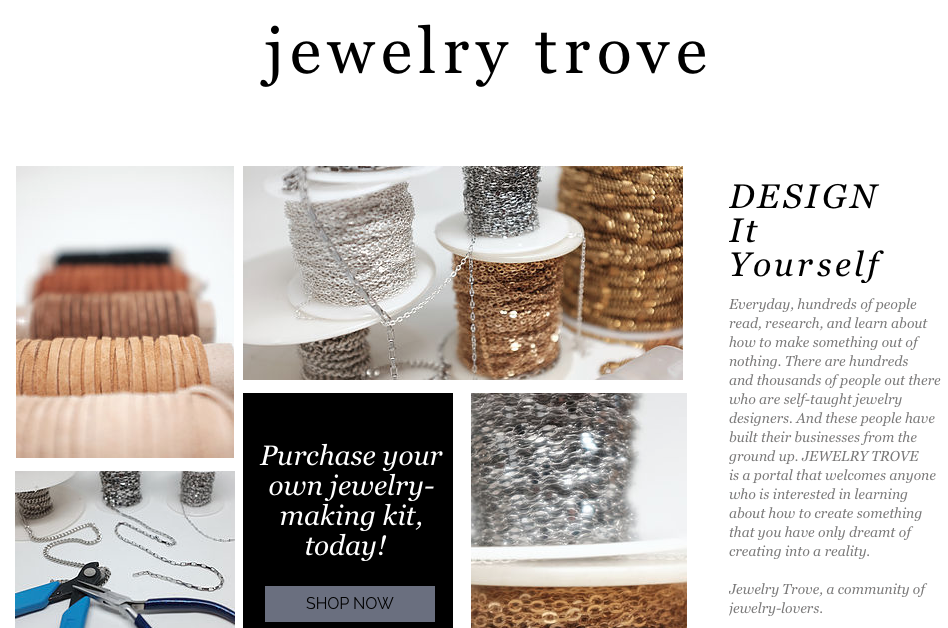 jewelry trove
Purchase your
own jewelry-
making kit,
today!
SHOP NOW
DESIGN
It
Yourself
Everyday, hundreds of people
read, research, and learn about
how to make something out of
nothing. There are hundreds
and thousands of people out there
who are self-taught jewelry
designers. And these people have
built their businesses from the
ground up. JEWELRY TROVE
is a portal that welcomes anyone
who is interested in learning
about how to create something
that you have only dreamt of
creating into a reality.
Jewelry Trove, a community of
jewelry-lovers.